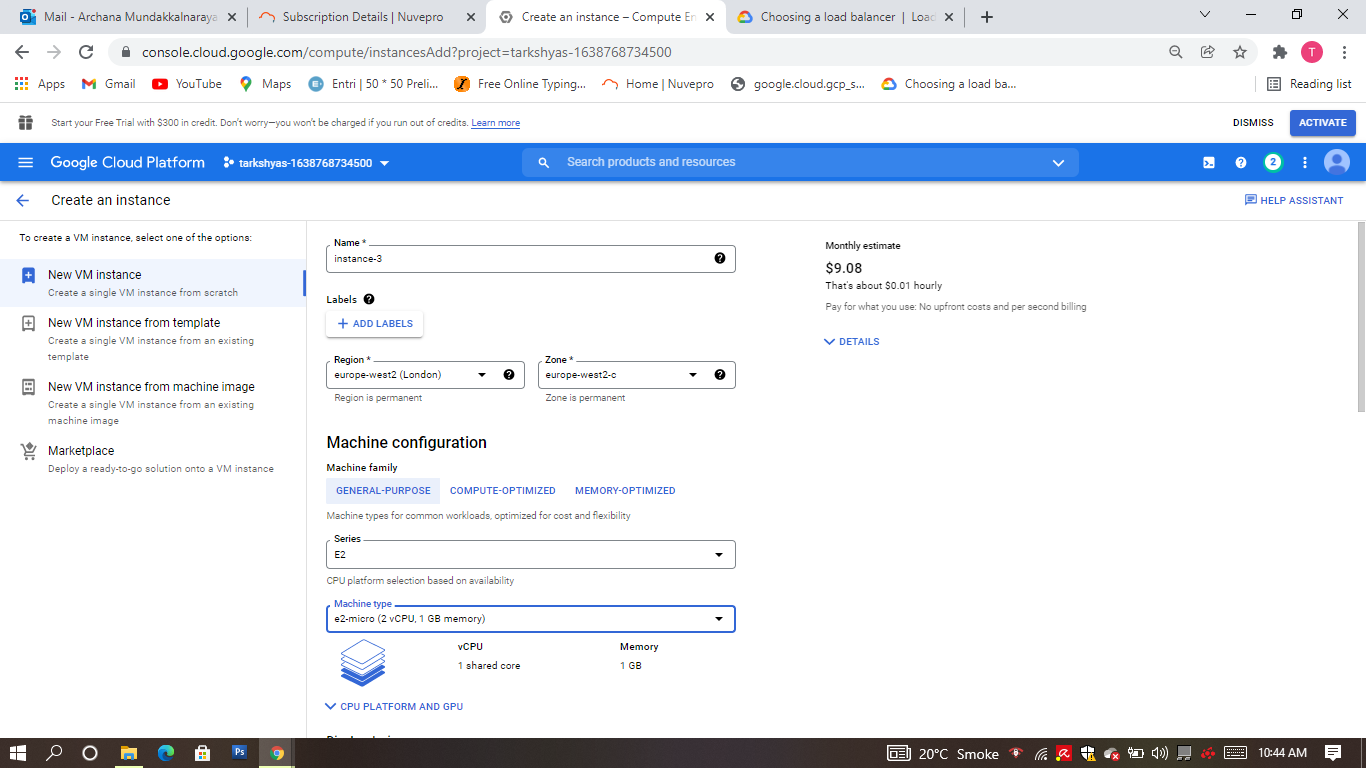 Mail - Archana Mundakkalnaraya
Subscription Details | Nuvepro
Create an instance – Compute En
Choosing a load balancer | Load
console.cloud.google.com/compute/instancesAdd?project=tarkshyas-1638768734500
T
Apps
Gmail
YouTube
Maps
Entri | 50 * 50 Preli...
Free Online Typing...
Home | Nuvepro
google.cloud.gcp_s...
Choosing a load ba...
Reading list
Start your Free Trial with $300 in credit. Don't worry—you won't be charged if you run out of credits. Learn more
DISMISS
ACTIVATE
Google Cloud Platform
tarkshyas-1638768734500
Search products and resources
2
Create an instance
HELP ASSISTANT
To create a VM instance, select one of the options:
New VM instance
Create a single VM instance from scratch
New VM instance from template
Create a single VM instance from an existing
template
New VM instance from machine image
Create a single VM instance from an existing
machine image
Marketplace
Deploy a ready-to-go solution onto a VM instance
Name *
instance-3
Labels
ADD LABELS
Region *
europe-west2 (London)
Region is permanent
Zone *
europe-west2-c
Zone is permanent
Machine configuration
Machine family
GENERAL-PURPOSE
COMPUTE-OPTIMIZED
MEMORY-OPTIMIZED
Machine types for common workloads, optimized for cost and flexibility
Series
E2
CPU platform selection based on availability
Machine type
e2-micro (2 vCPU, 1 GB memory)
vCPU
1 shared core
Memory
1 GB
CPU PLATFORM AND GPU
Monthly estimate
$9.08
That's about $0.01 hourly
Pay for what you use: No upfront costs and per second billing
DETAILS
Ps
20°C Smoke
10:44 AM